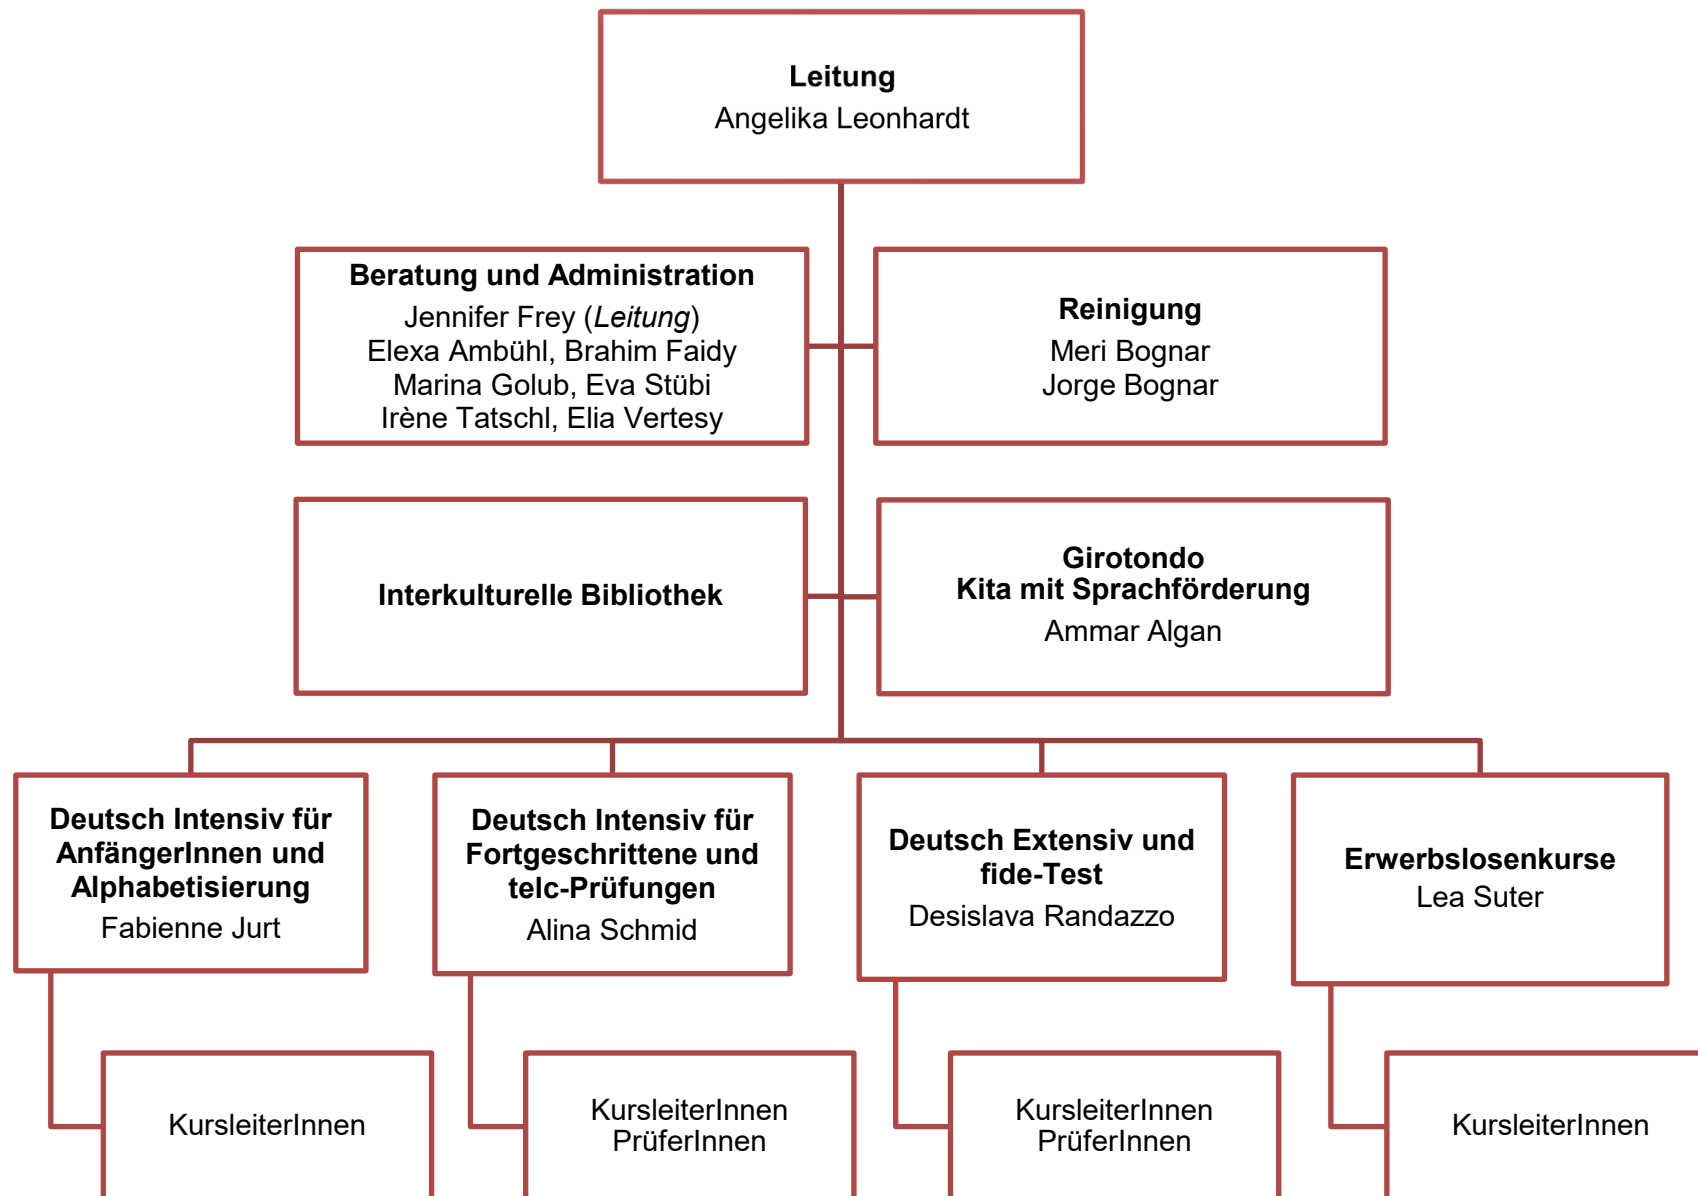 Leitung
Angelika Leonhardt
Beratung und Administration
Jennifer Frey (Leitung)
Elexa Ambühl, Brahim Faidy
Marina Golub, Eva Stübi
Irène Tatschl, Elia Vertesy
Reinigung
Meri Bognar
Jorge Bognar
Interkulturelle Bibliothek
Girotondo
Kita mit Sprachförderung
Ammar Algan
Deutsch Intensiv für
AnfängerInnen und
Alphabetisierung
Fabienne Jurt
Deutsch Intensiv für
Fortgeschrittene und
telc-Prüfungen
Alina Schmid
Deutsch Extensiv und
fide-Test
Desislava Randazzo
Erwerbslosenkurse
Lea Suter
KursleiterInnen
KursleiterInnen
PrüferInnen
KursleiterInnen
PrüferInnen
KursleiterInnen